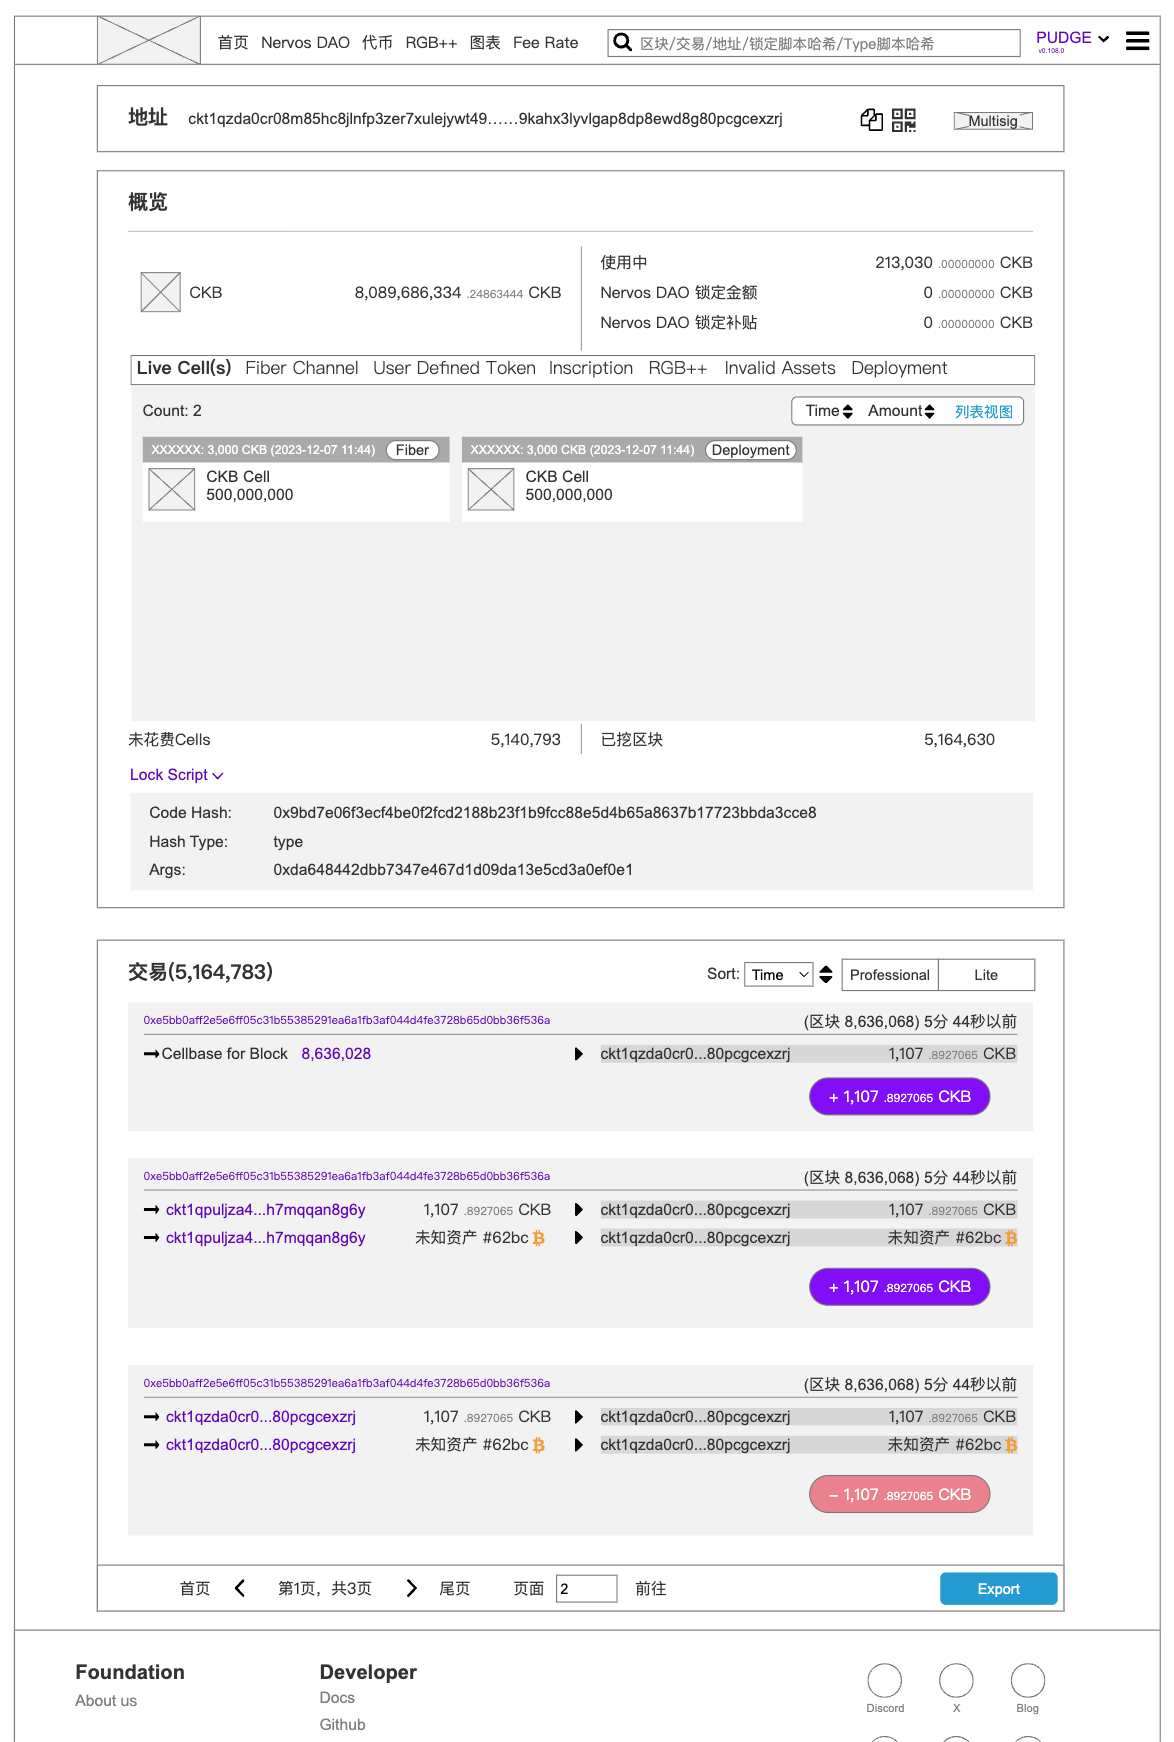 首页 Nervos DAO 代币 RGB++ 图表 Fee Rate 区块/交易/地址/锁定脚本哈希/Type脚本哈希 PUDGE
v0.108.0
地址 ckt1qzda0cr08m85hc8jlnfp3zer7xulejywt49……9kahx3lyvlgap8dp8ewd8g80pcgcexzrj Multisig
概览
CKB 8,089,686,334 .24863444 CKB
使用中 213,030 .00000000 CKB
Nervos DAO 锁定金额 0 .00000000 CKB
Nervos DAO 锁定补贴 0 .00000000 CKB
Live Cell(s) Fiber Channel User Defined Token Inscription RGB++ Invalid Assets Deployment
Count: 2 Time Amount 列表视图
XXXXXX: 3,000 CKB (2023-12-07 11:44) Fiber
CKB Cell
500,000,000
XXXXXX: 3,000 CKB (2023-12-07 11:44) Deployment
CKB Cell
500,000,000
未花费Cells 5,140,793 已挖区块 5,164,630
Lock Script
Code Hash: 0x9bd7e06f3ecf4be0f2fcd2188b23f1b9fcc88e5d4b65a8637b17723bbda3cce8
Hash Type: type
Args: 0xda648442dbb7347e467d1d09da13e5cd3a0ef0e1
交易(5,164,783) Sort: Time Professional Lite
0xe5bb0aff2e5e6ff05c31b55385291ea6a1fb3af044d4fe3728b65d0bb36f536a (区块 8,636,068) 5分 44秒以前
Cellbase for Block 8,636,028 ckt1qzda0cr0...80pcgcexzrj 1,107 .8927065 CKB
+ 1,107 .8927065 CKB
0xe5bb0aff2e5e6ff05c31b55385291ea6a1fb3af044d4fe3728b65d0bb36f536a (区块 8,636,068) 5分 44秒以前
ckt1qpuljza4...h7mqqan8g6y 1,107 .8927065 CKB ckt1qzda0cr0...80pcgcexzrj 1,107 .8927065 CKB
ckt1qpuljza4...h7mqqan8g6y 未知资产 #62bc ckt1qzda0cr0...80pcgcexzrj 未知资产 #62bc
+ 1,107 .8927065 CKB
0xe5bb0aff2e5e6ff05c31b55385291ea6a1fb3af044d4fe3728b65d0bb36f536a (区块 8,636,068) 5分 44秒以前
ckt1qzda0cr0...80pcgcexzrj 1,107 .8927065 CKB ckt1qzda0cr0...80pcgcexzrj 1,107 .8927065 CKB
ckt1qzda0cr0...80pcgcexzrj 未知资产 #62bc ckt1qzda0cr0...80pcgcexzrj 未知资产 #62bc
– 1,107 .8927065 CKB
首页 第1页，共3页 尾页 页面 2 前往 Export
Foundation
About us
Developer
Docs
Github
Discord X Blog